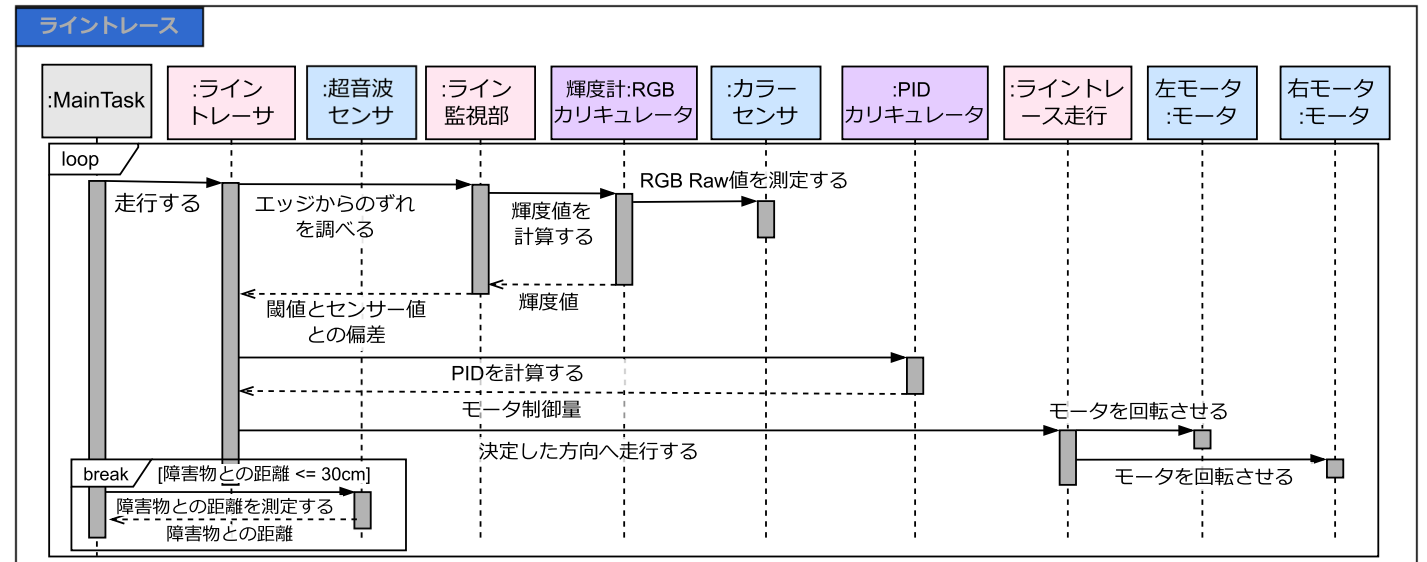 ライントレース
:MainTask
:ライン
トレーサ
:超音波
センサ
:ライン
監視部
輝度計:RGB
カリキュレータ
:カラー
センサ
:PID
カリキュレータ
:ライントレ
ース走行
左モータ
:モータ
右モータ
:モータ
loop
走行する
エッジからのずれ
を調べる
輝度値を
計算する
RGB Raw値を測定する
輝度値
閾値とセンサー値
との偏差
PIDを計算する
モータ制御量
モータを回転させる
決定した方向へ走行する
モータを回転させる
break
[障害物との距離 <= 30cm]
障害物との距離を測定する
障害物との距離